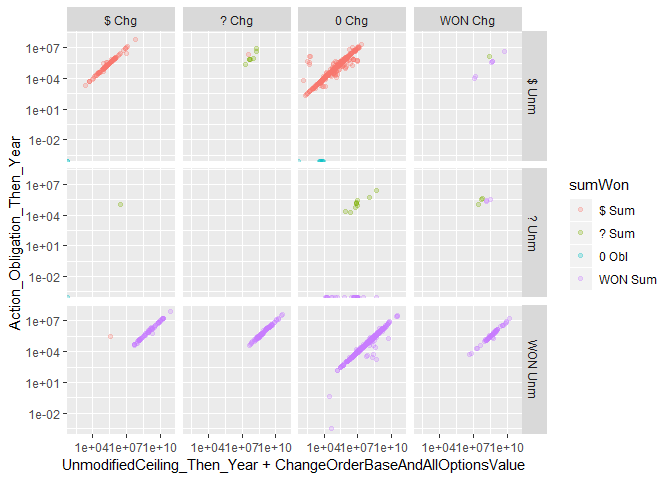 $ Chg ? Chg 0 Chg WON Chg
Action_Obligation_Then_Year
1e+07
1e+04
1e+01
1e-02
$ Unm
1e+07
1e+04
1e+01
1e-02
? Unm
1e+07
1e+04
1e+01
1e-02
WON Unm
1e+041e+071e+10 1e+041e+071e+10 1e+041e+071e+10 1e+041e+071e+10
UnmodifiedCeiling_Then_Year + ChangeOrderBaseAndAllOptionsValue
sumWon
$ Sum
? Sum
0 Obl
WON Sum